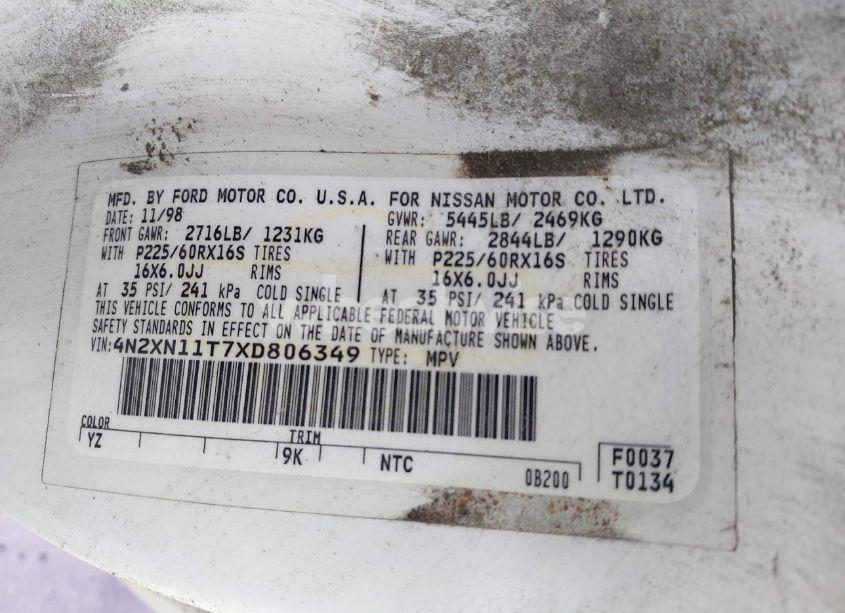 MFD. BY FORD MOTOR CO. U.S.A. FOR NISSAN MOTOR CO. LTD.
DATE: 11/98 GVWR: 5445LB/ 2469KG
FRONT GAWR: 2716LB/ 1231KG REAR GAWR: 2844LB/ 1290KG
WITH P225/60RX16S TIRES WITH P225/60RX16S TIRES
16X6.0JJ RIMS 16X6.0JJ RIMS
AT 35 PSI/ 241 kPa COLD SINGLE AT 35 PSI/ 241 kPa COLD SINGLE
THIS VEHICLE CONFORMS TO ALL APPLICABLE FEDERAL MOTOR VEHICLE
SAFETY STANDARDS IN EFFECT ON THE DATE OF MANUFACTURE SHOWN ABOVE.
VIN:4N2XN11T7XD806349 TYPE: MPV
COLOR TRIM
YZ 9K NTC 0B200 F0037
T0134